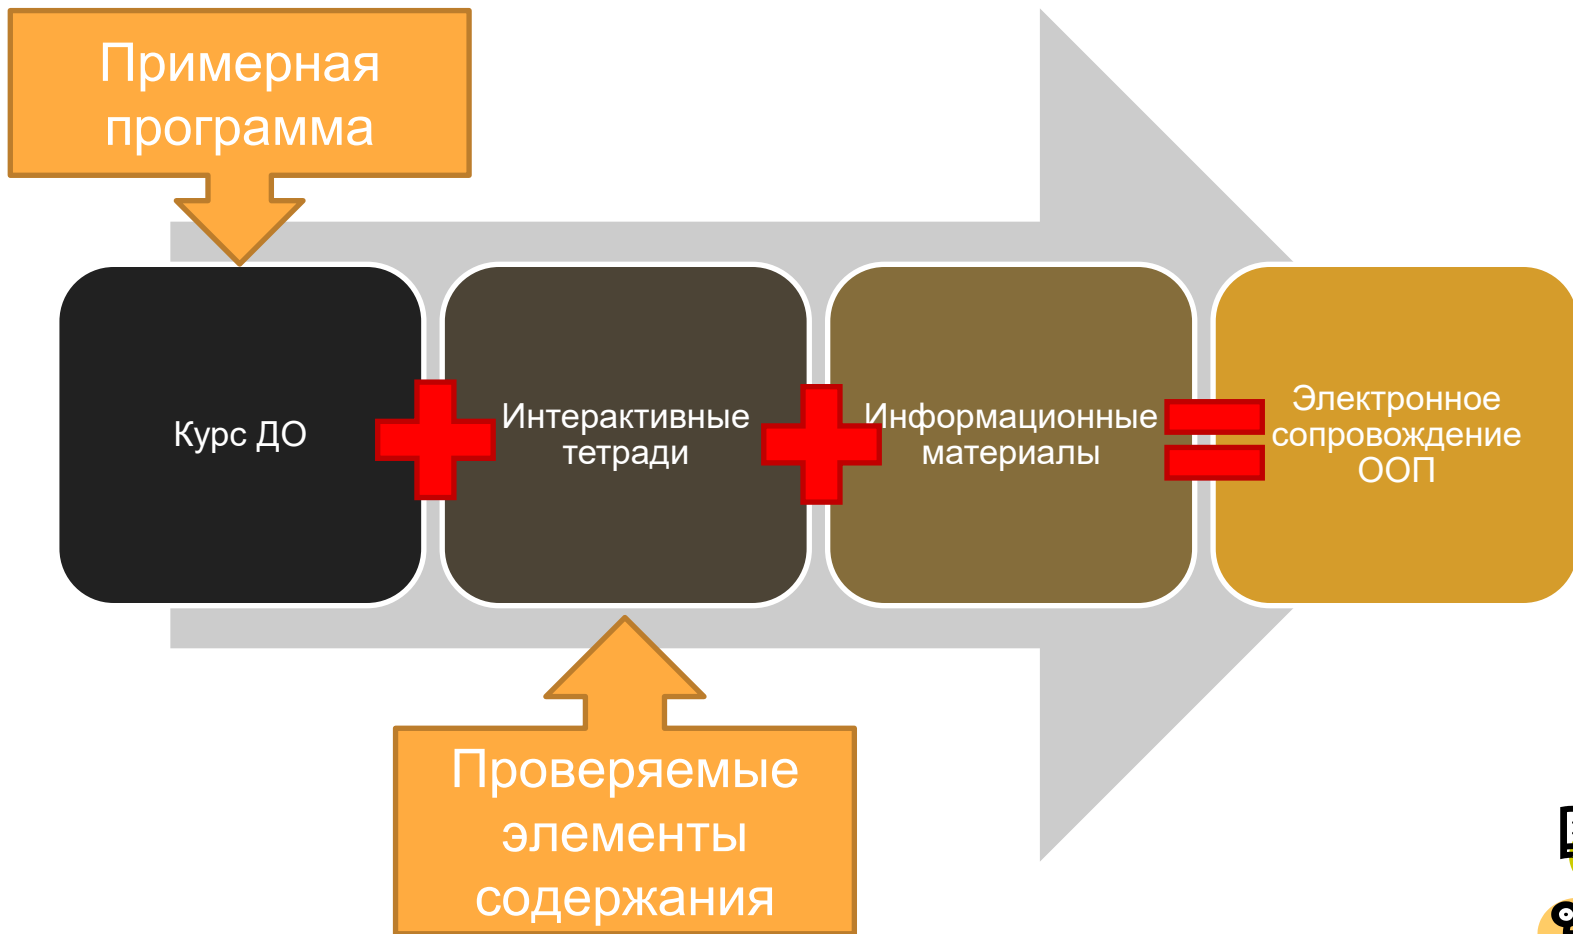 Примерная
программа
Курс ДО
Интерактивные
тетради
Информационные
материалы
Электронное
сопровождение
ООП
Проверяемые
элементы
содержания